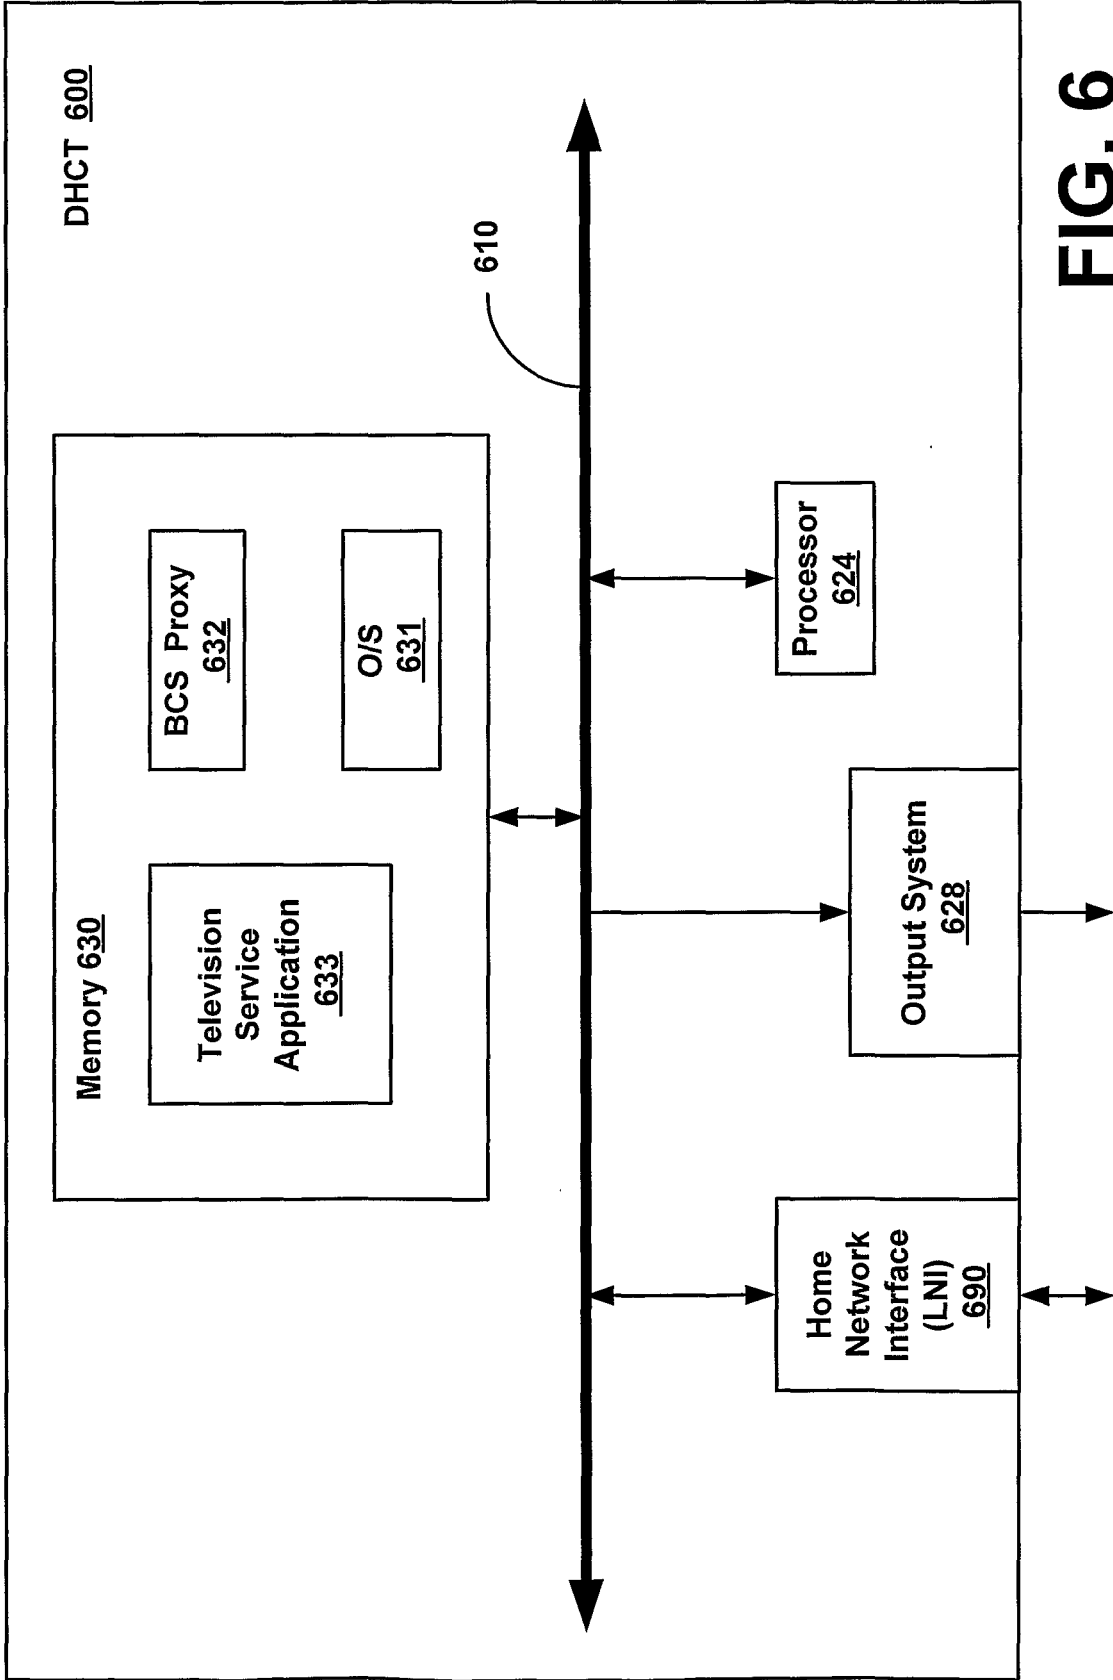 DHCT 600
Memory 630
Television
Service
Application
633
BCS Proxy
632
O/S
631
610
Home
Network
Interface
(LNI)
690
Output System
628
Processor
624
FIG. 6